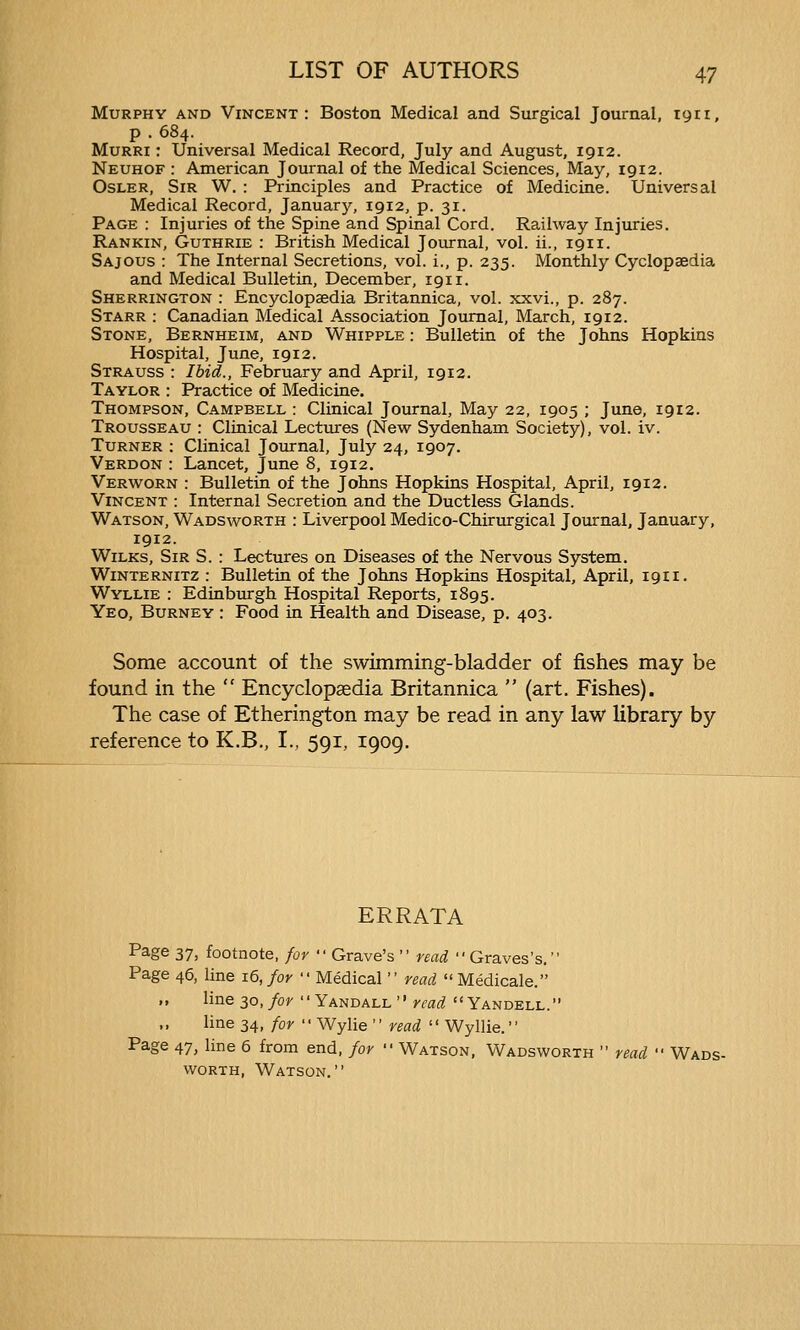 LIST OF AUTHORS 47
Murphy and Vincent : Boston Medical and Surgical Journal, 1911,
p . 684.
Murri : Universal Medical Record, July and August, 1912.
Neuhof : American Journal of the Medical Sciences, May, 1912.
Osler, Sir W. : Principles and Practice of Medicine. Universal
Medical Record, January, 1912, p. 31.
Page : Injuries of the Spine and Spinal Cord. Railway Injuries.
Rankin, Guthrie : British Medical Journal, vol. ii., 1911.
Sajous : The Internal Secretions, vol. i., p. 235. Monthly Cyclopædia
and Medical Bulletin, December, 1911.
Sherrington : Encyclopædia Britannica, vol. xxvi., p. 287.
Starr : Canadian Medical Association Journal, March, 1912.
Stone, Bernheim, and Whipple : Bulletin of the Johns Hopkins
Hospital, June, 1912.
Strauss : Ibid., February and April, 1912.
Taylor : Practice of Medicine.
Thompson, Campbell : Clinical Journal, May 22, 1905 ; June, 1912.
Trousseau : Clinical Lectures (New Sydenham Society), vol. iv.
Turner : Clinical Journal, July 24, 1907.
Verdon : Lancet, June 8, 1912.
Verworn : Bulletin of the Johns Hopkins Hospital, April, 1912.
Vincent : Internal Secretion and the Ductless Glands.
Watson, Wadsworth : Liverpool Medico-Chirurgical Journal, January,
1912.
Wilks, Sir S. : Lectures on Diseases of the Nervous System.
Winternitz : Bulletin of the Johns Hopkins Hospital, April, 1911.
Wyllie : Edinburgh Hospital Reports, 1895.
Yeo, Burney : Food in Health and Disease, p. 403.
Some account of the swimming-bladder of fishes may be
found in the " Encyclopædia Britannica " (art. Fishes).
The case of Etherington may be read in any law library by
reference to K.B., I., 591, 1909.
ERRATA
Page 37, footnote, for " Grave's " read " Graves's."
Page 46, line 16, for " Médical " read " Médicale."
,, line 30, for " Yandall " read " Yandell."
,, line 34, for " Wylie " read " Wyllie."
Page 47, line 6 from end, for " Watson, Wadsworth " read " Wads-
worth, Watson."